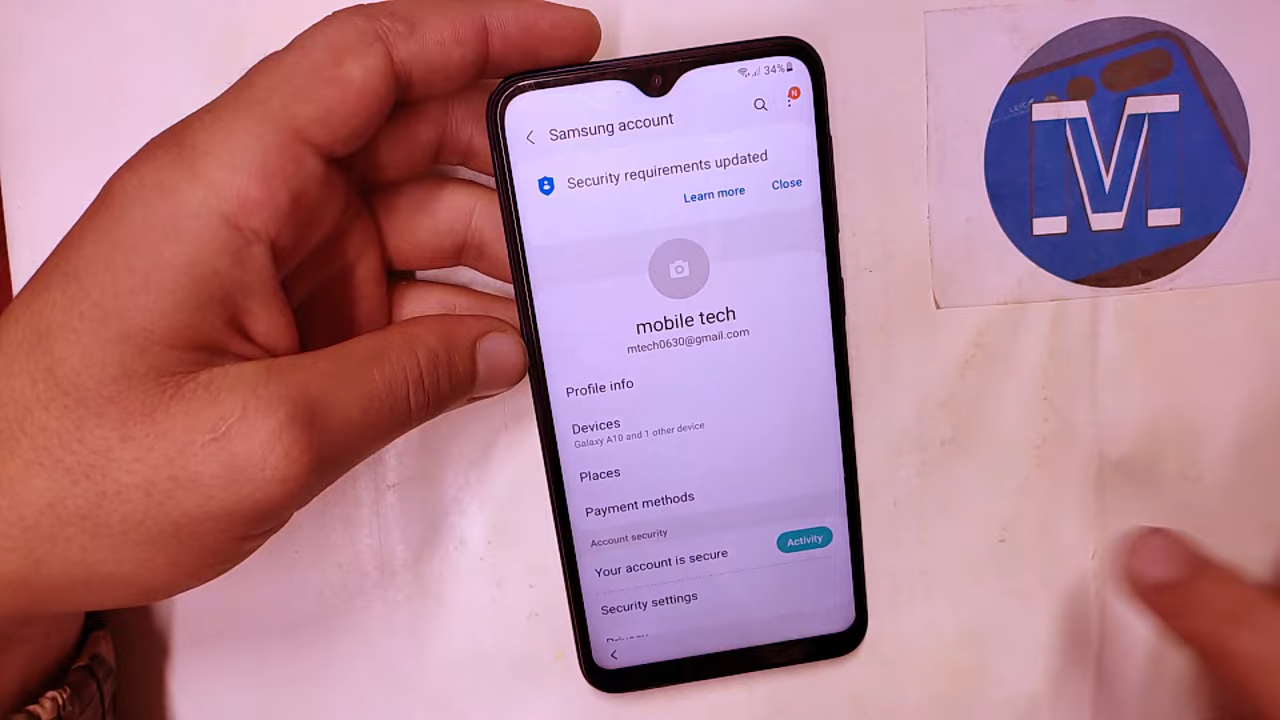 34%
N
Samsung account
Security requirements updated
Learn more
Close
mobile tech
mtech0630@gmail.com
Profile info
Devices
Galaxy A10 and 1 other device
Places
Payment methods
Account security
Your account is secure
Activity
Security settings
LEICA
M